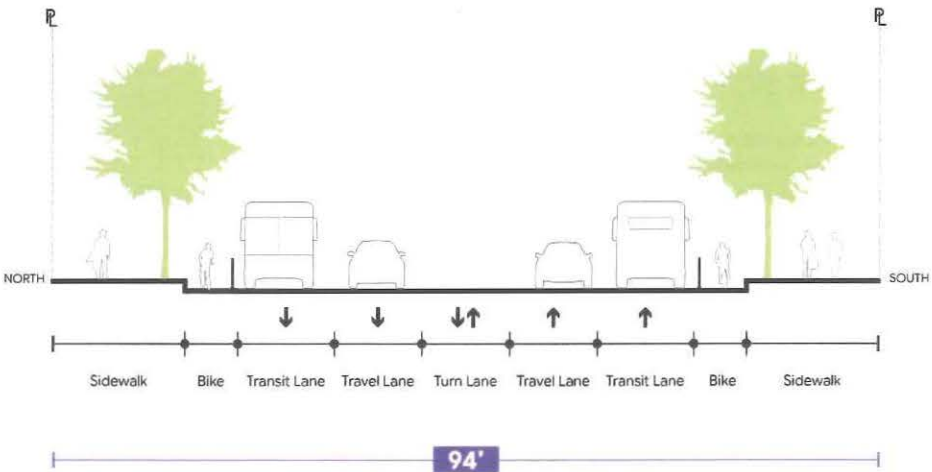 PL PL
NORTH SOUTH
Sidewalk Bike Transit Lane Travel Lane Turn Lane Travel Lane Transit Lane Bike Sidewalk
94'